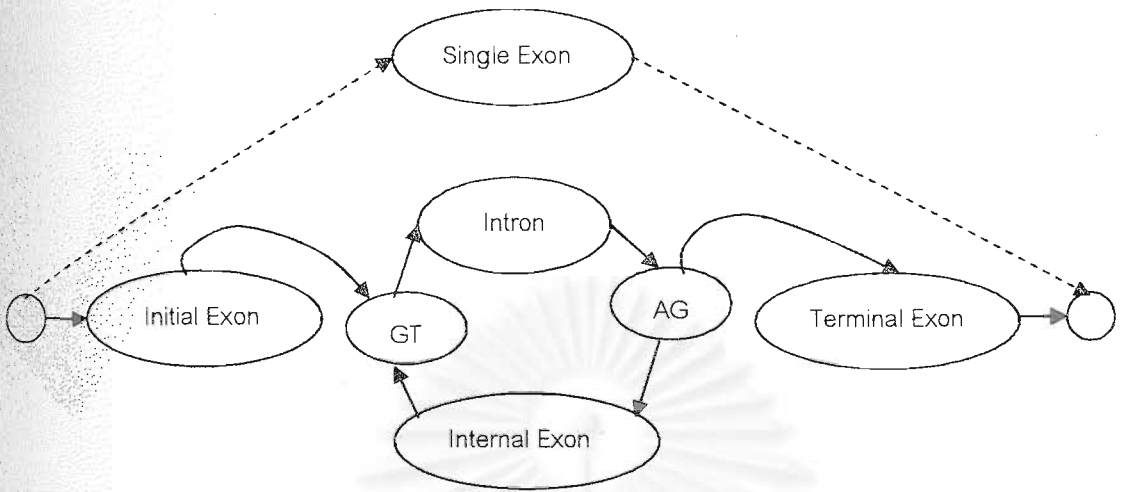 Single Exon
Intron
Initial Exon
GT
AG
Terminal Exon
Internal Exon